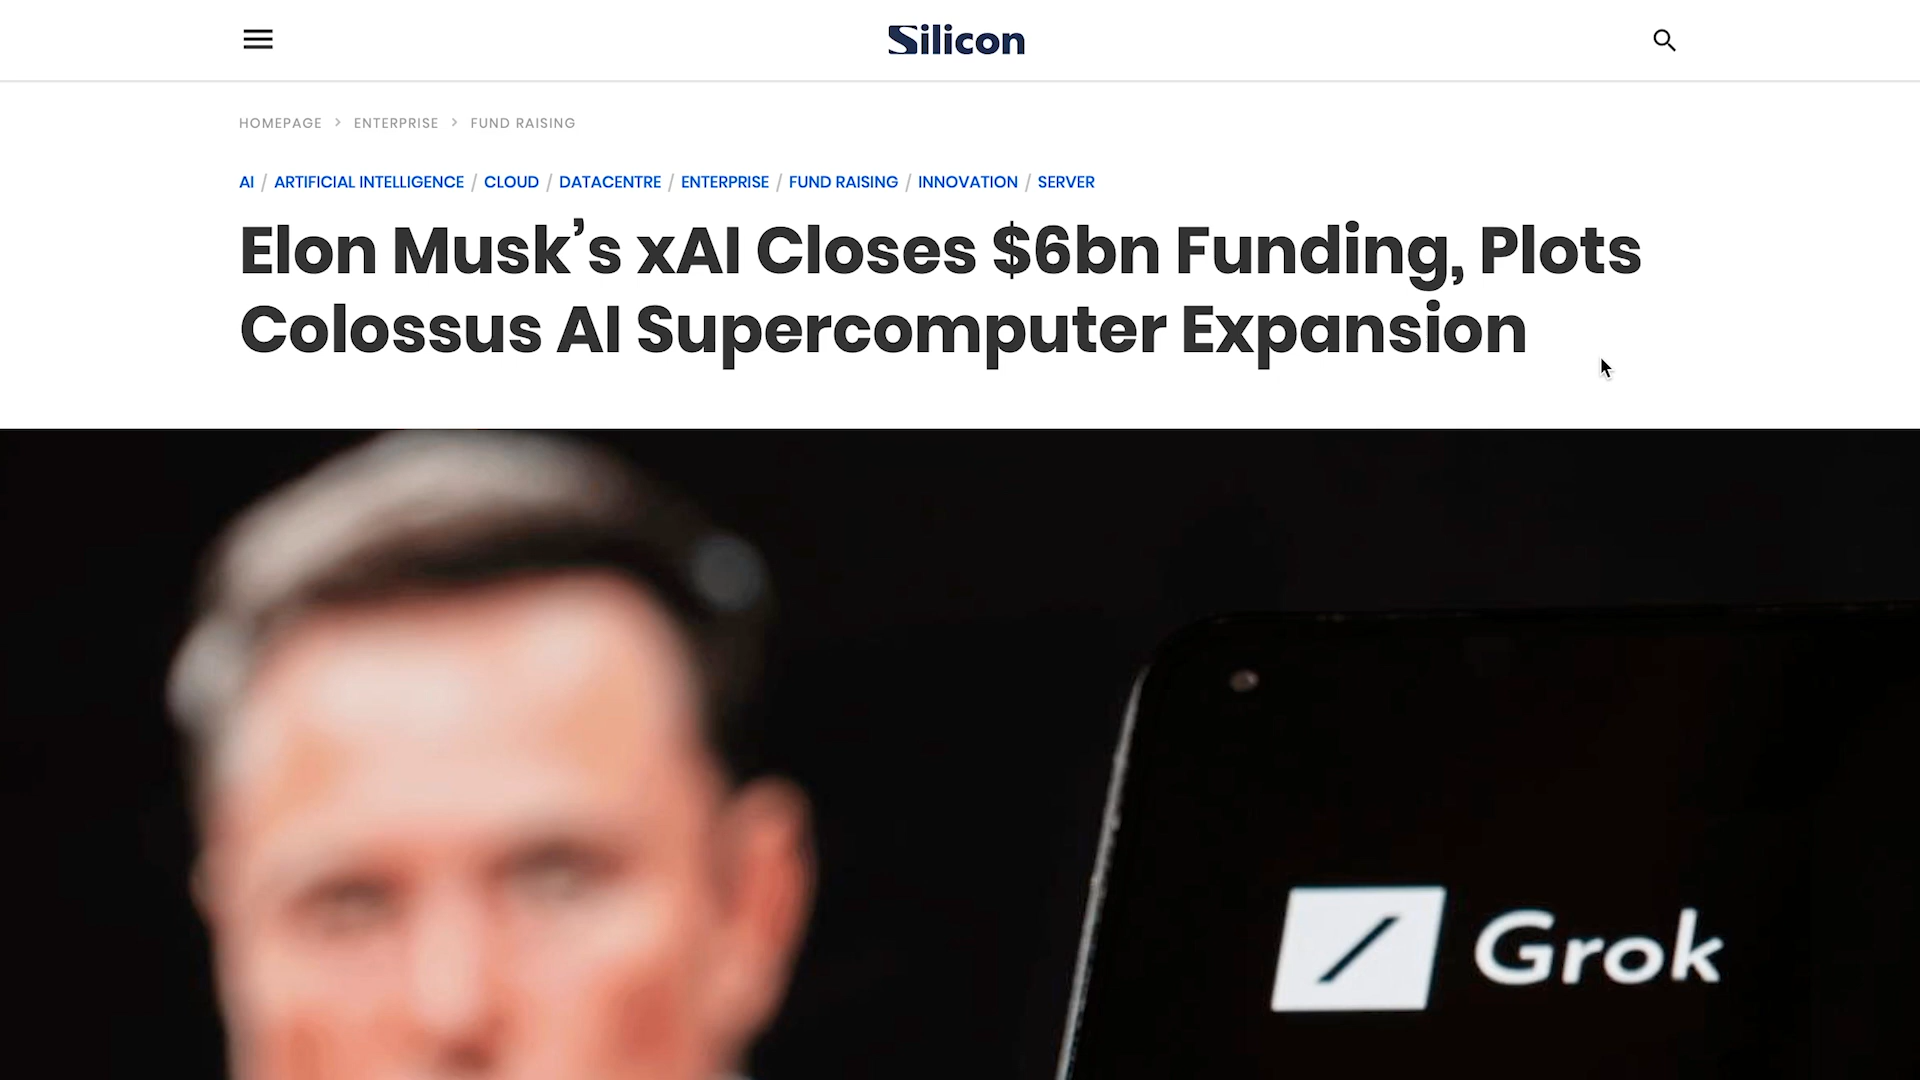 Silicon
HOMEPAGE > ENTERPRISE > FUND RAISING
AI / ARTIFICIAL INTELLIGENCE / CLOUD / DATACENTRE / ENTERPRISE / FUND RAISING / INNOVATION / SERVER
Elon Musk’s xAI Closes $6bn Funding, Plots
Colossus AI Supercomputer Expansion
Grok